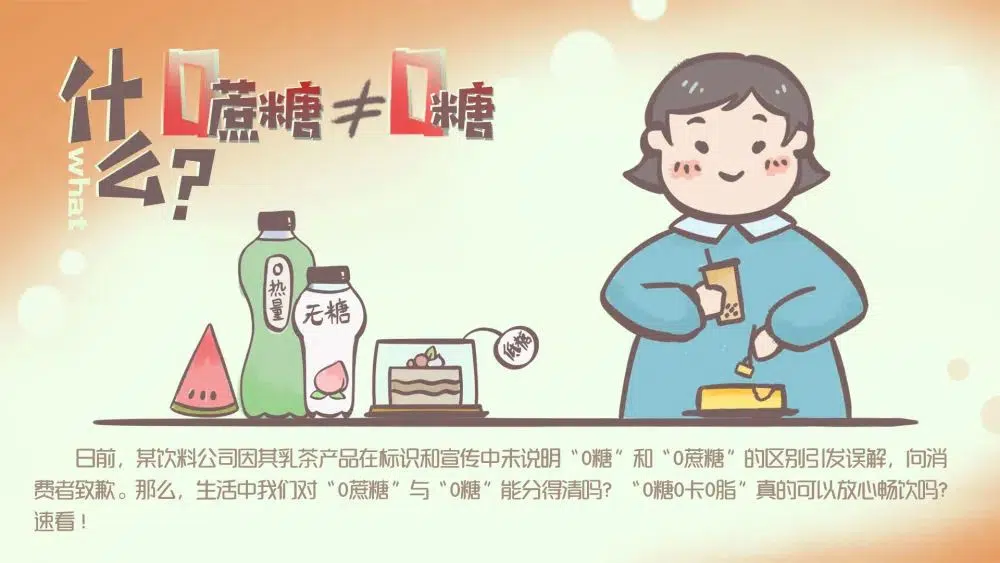 什么?
what
0蔗糖≠0糖
0热量
无糖
低糖
日前，某饮料公司因其乳茶产品在标识和宣传中未说明“0糖”和“0蔗糖”的区别引发误解，向消
费者致歉。那么，生活中我们对“0蔗糖”与“0糖”能分得清吗？“0糖0卡0脂”真的可以放心畅饮吗？
速看！